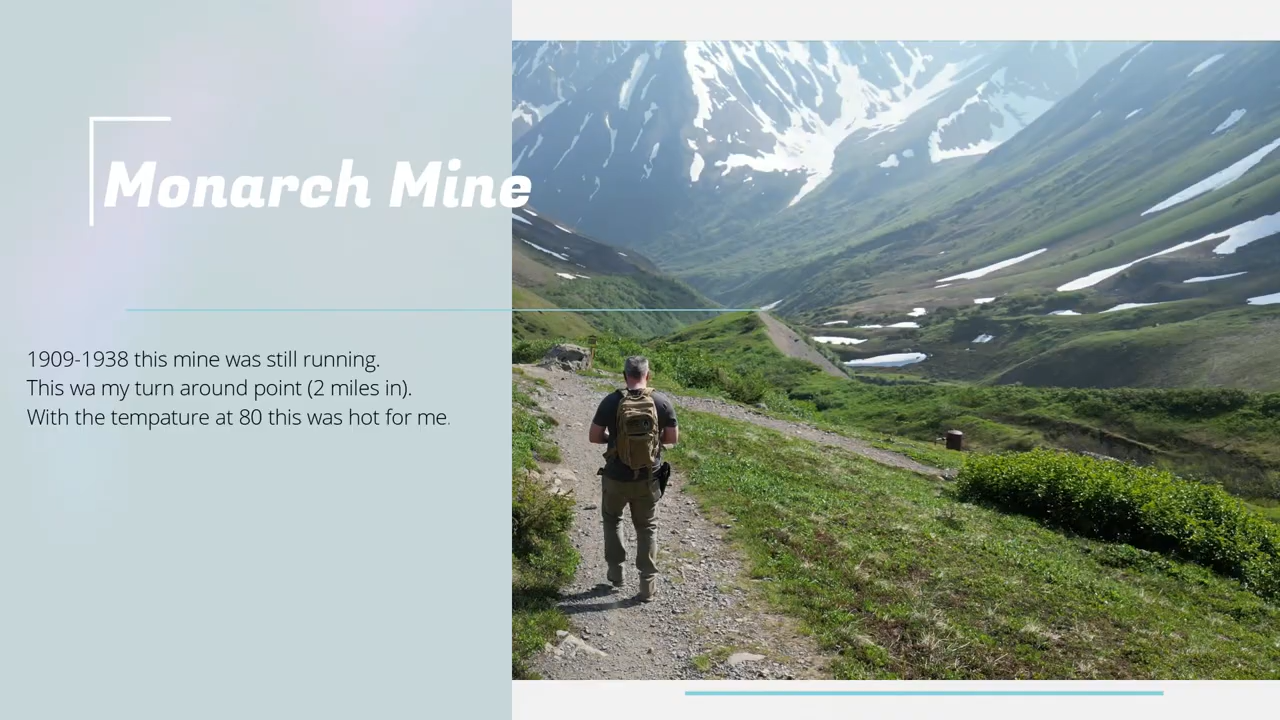 Monarch Mine
1909-1938 this mine was still running.
This wa my turn around point (2 miles in).
With the tempature at 80 this was hot for me.